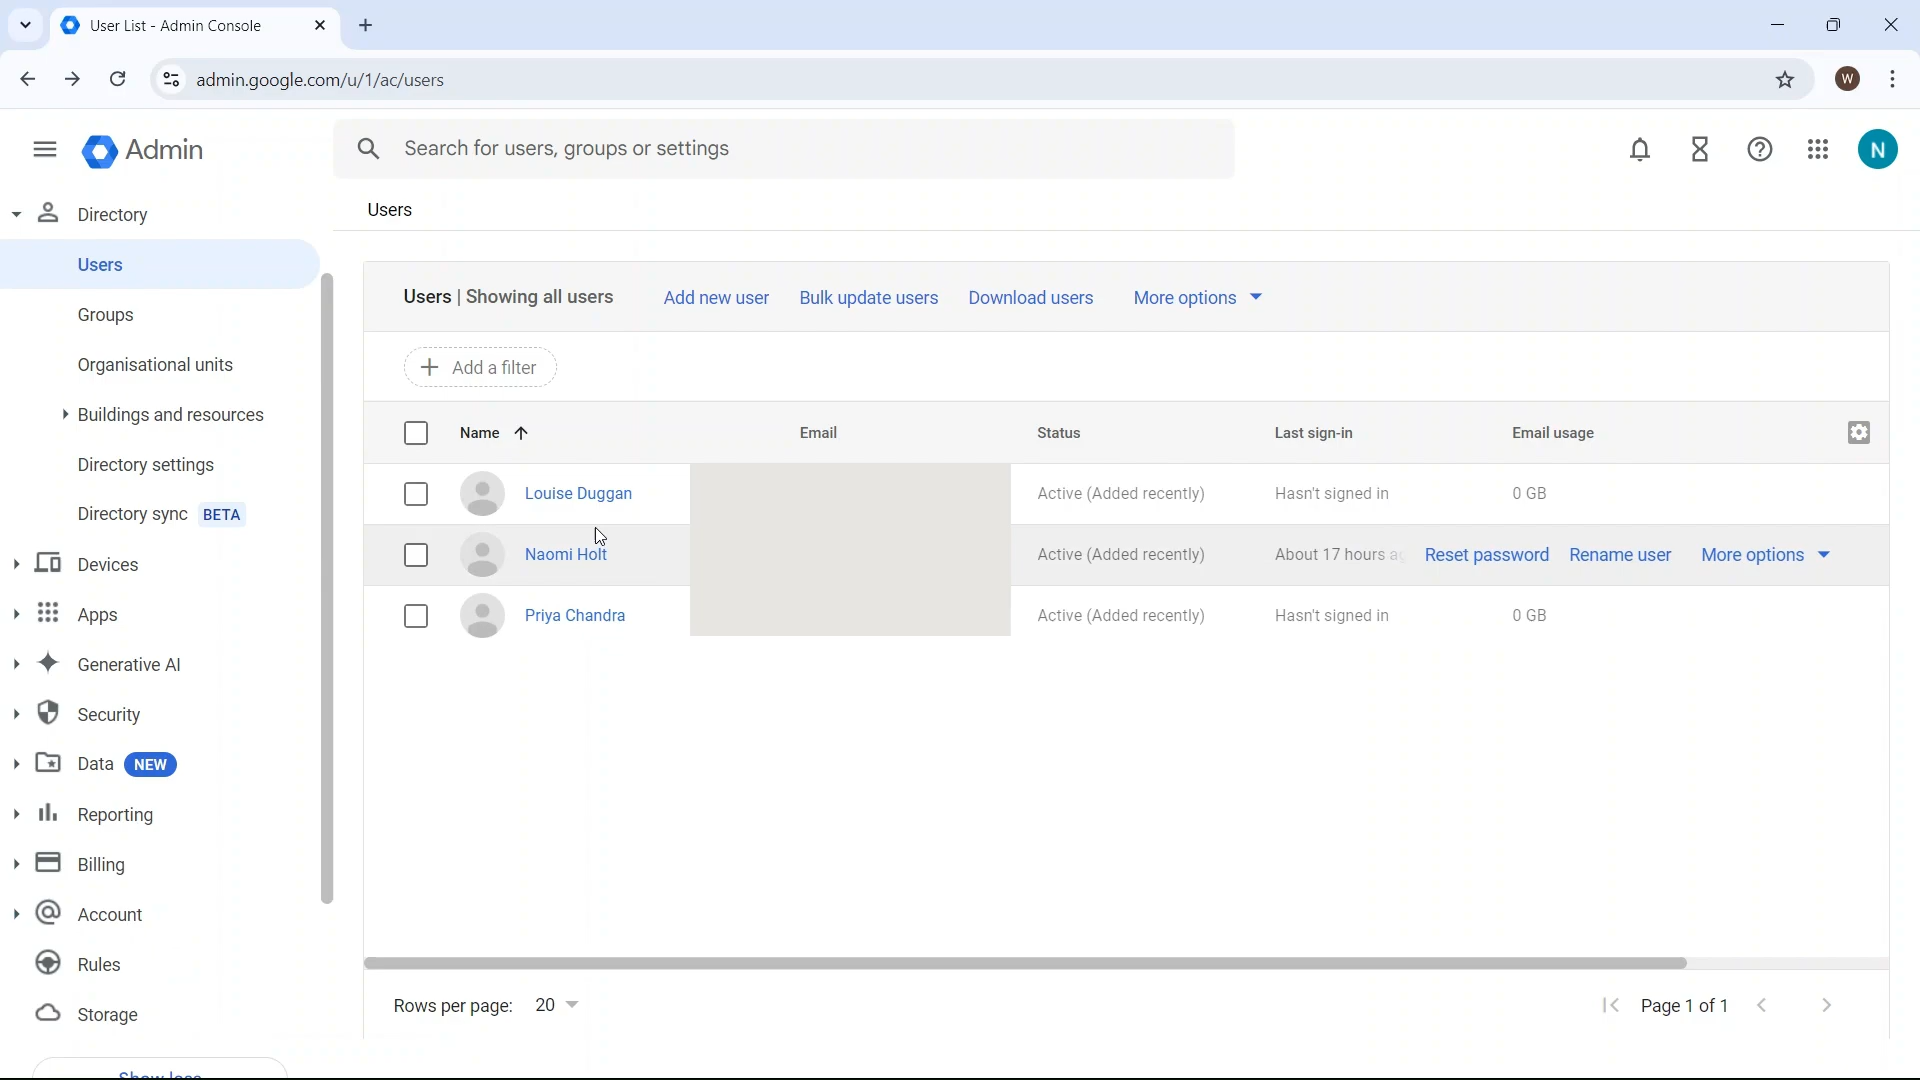 User List - Admin Console
admin.google.com/u/1/ac/users
W
Admin
Search for users, groups or settings
N
Directory
Users
Groups
Organisational units
Buildings and resources
Directory settings
Directory sync BETA
Devices
Apps
Generative AI
Security
Data NEW
Reporting
Billing
Account
Rules
Storage
Show less
Users
Users | Showing all users Add new user Bulk update users Download users More options
Add a filter
Name Email Status Last sign-in Email usage
Louise Duggan Active (Added recently) Hasn't signed in 0 GB
Naomi Holt Active (Added recently) About 17 hours ag Reset password Rename user More options
Priya Chandra Active (Added recently) Hasn't signed in 0 GB
Rows per page: 20 Page 1 of 1